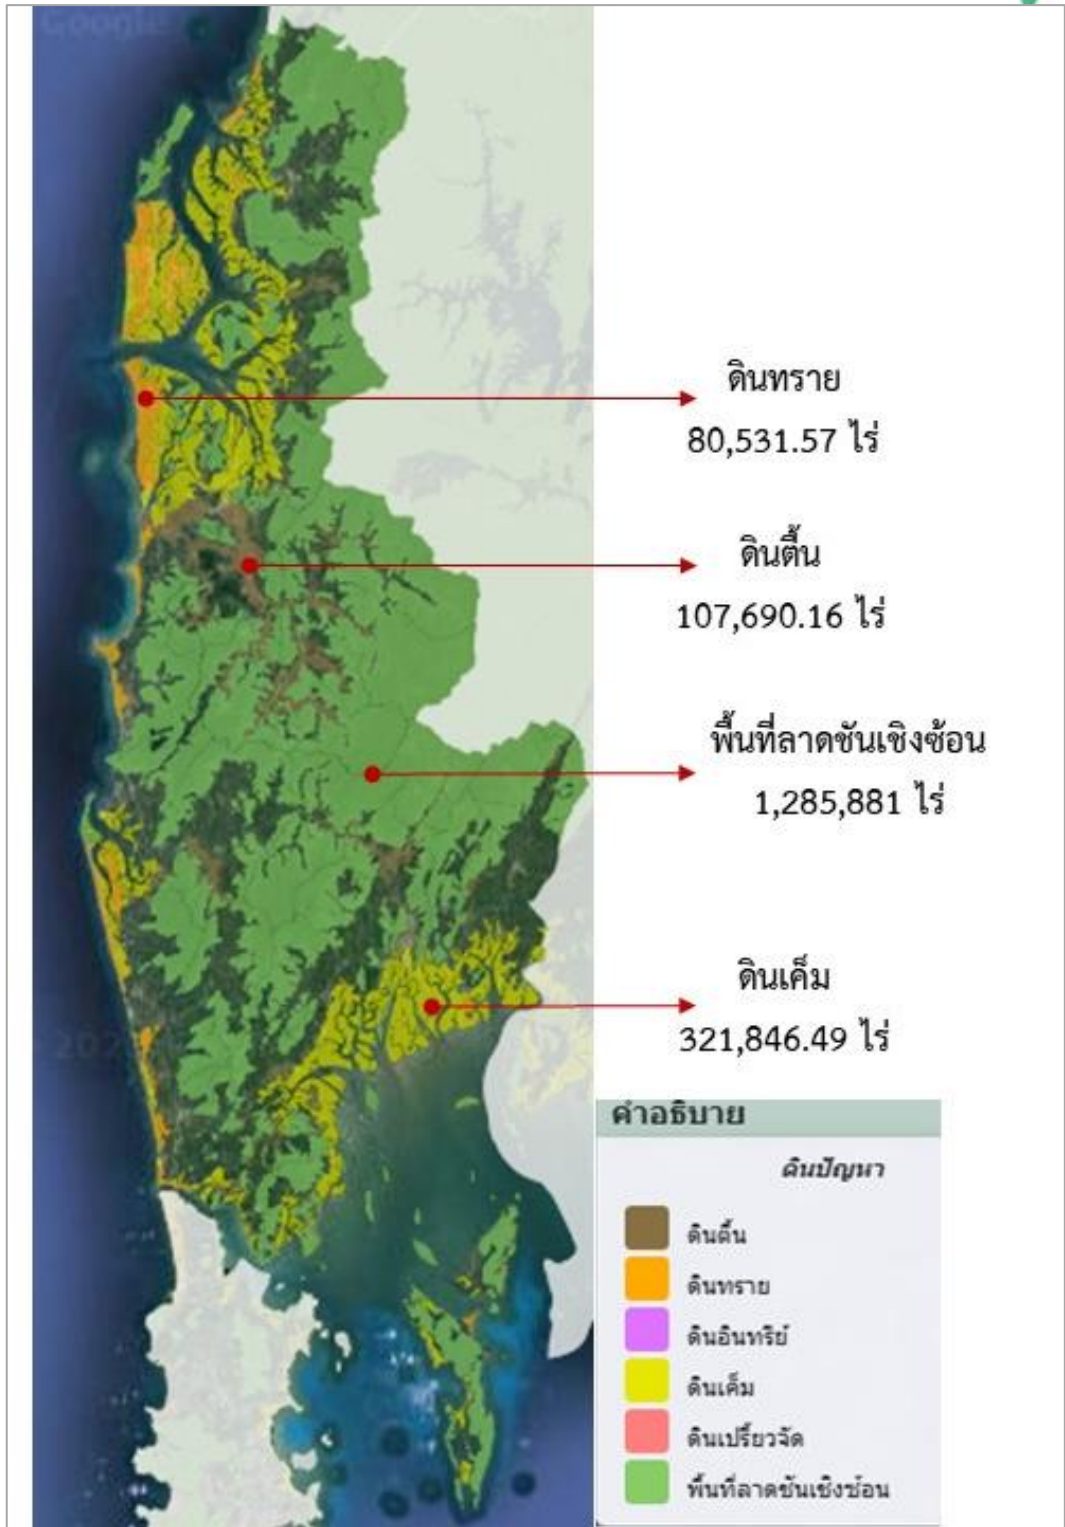 Google
ดินทราย
80,531.57 ไร่
ดินตื้น
107,690.16 ไร่
พื้นที่ลาดชันเชิงซ้อน
1,285,881 ไร่
ดินเค็ม
321,846.49 ไร่
คำอธิบาย
ดินปัญหา
ดินตื้น
ดินทราย
ดินอินทรีย์
ดินเค็ม
ดินเปรี้ยวจัด
พื้นที่ลาดชันเชิงซ้อน